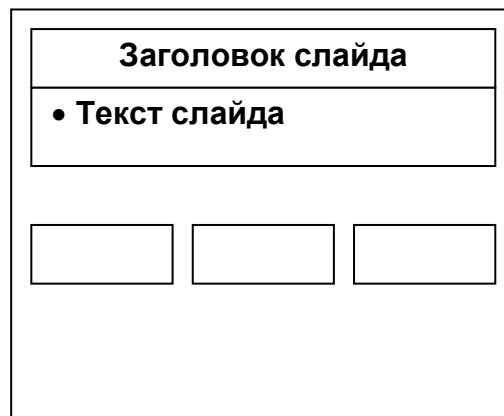 Заголовок слайда
• Текст слайда